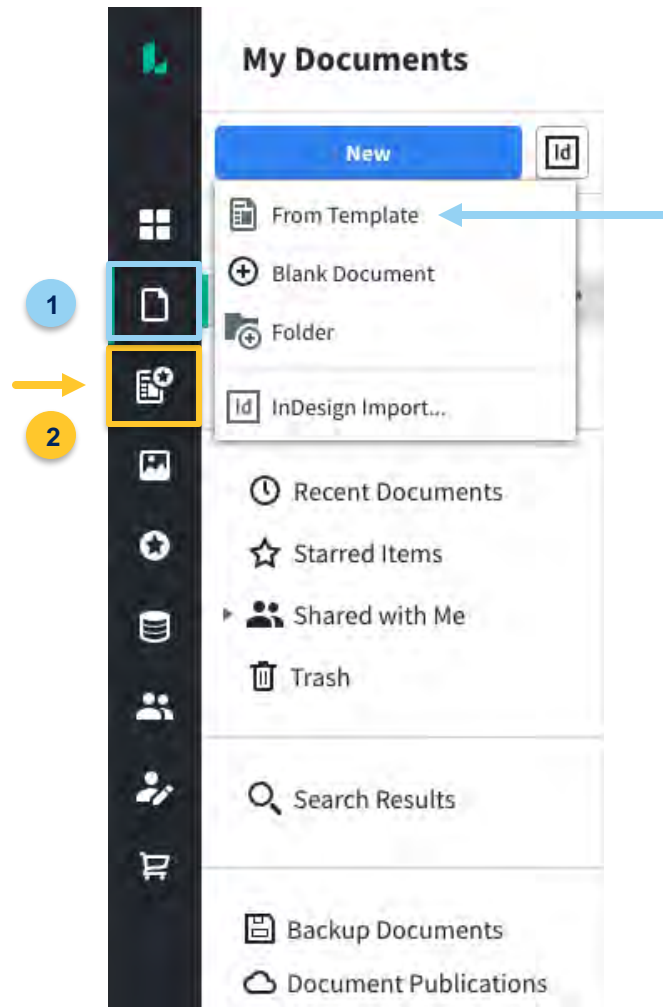 My Documents
New
Id
From Template
1
Blank Document
Folder
2
Id InDesign Import...
Recent Documents
Starred Items
Shared with Me
Trash
Search Results
Backup Documents
Document Publications